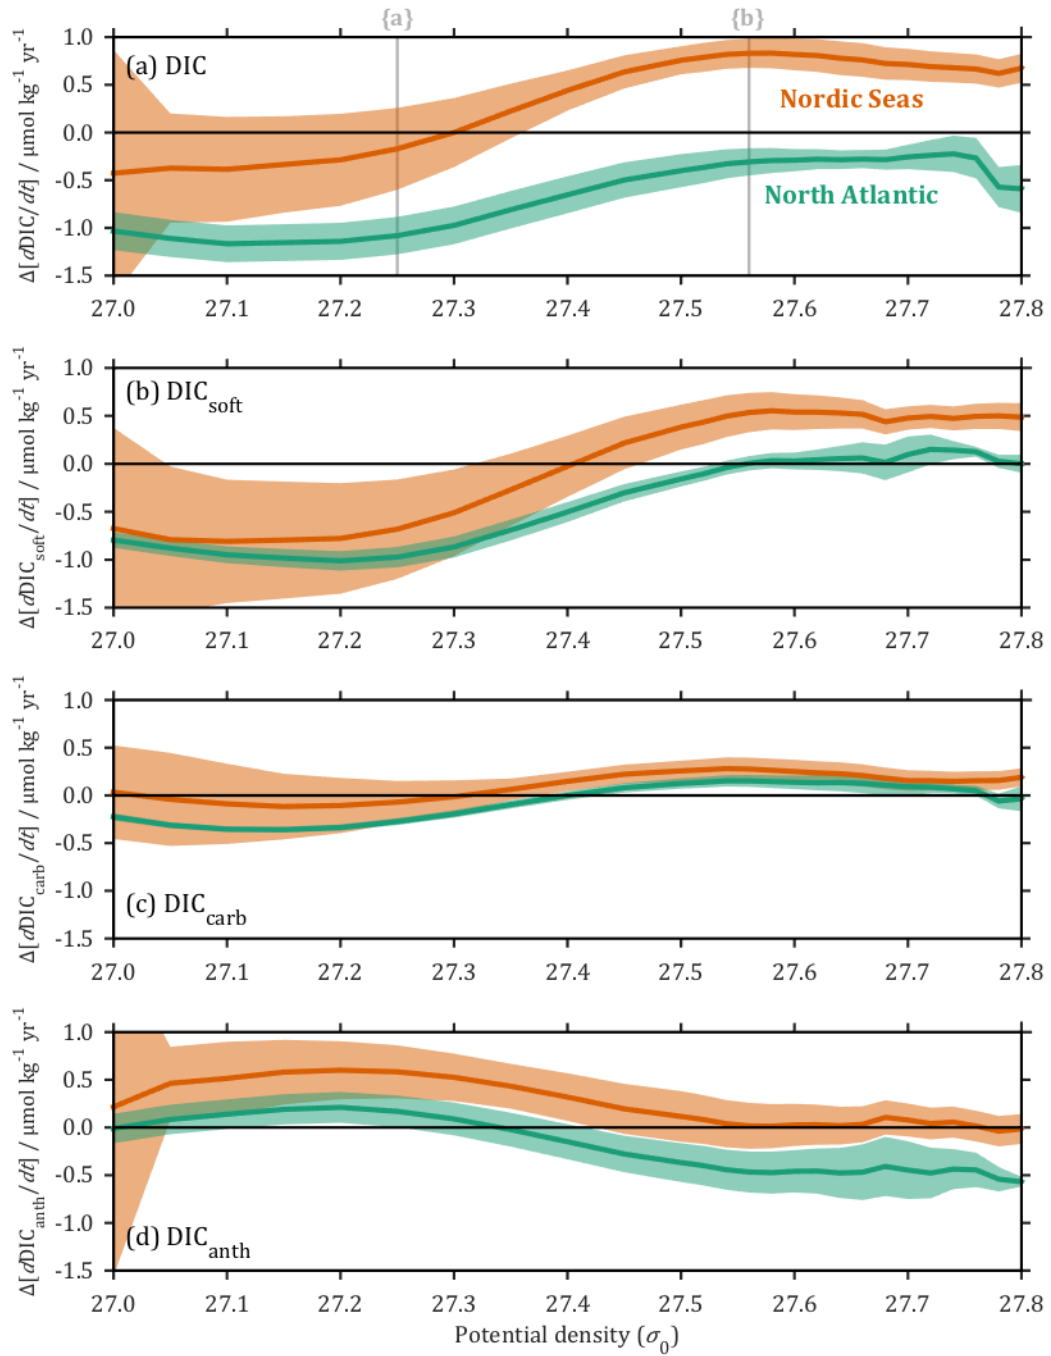 {a} {b}
1.0
(a) DIC
0.5
Nordic Seas
0.0
-0.5
North Atlantic
-1.0
-1.5
Δ[dDIC/dt] / μmol kg⁻¹ yr⁻¹
27.0 27.1 27.2 27.3 27.4 27.5 27.6 27.7 27.8
1.0
(b) DICsoft
0.5
0.0
-0.5
-1.0
-1.5
Δ[dDICsoft/dt] / μmol kg⁻¹ yr⁻¹
27.0 27.1 27.2 27.3 27.4 27.5 27.6 27.7 27.8
1.0
0.5
0.0
-0.5
-1.0
(c) DICcarb
-1.5
Δ[dDICcarb/dt] / μmol kg⁻¹ yr⁻¹
27.0 27.1 27.2 27.3 27.4 27.5 27.6 27.7 27.8
1.0
0.5
0.0
-0.5
-1.0
(d) DICanth
-1.5
Δ[dDICanth/dt] / μmol kg⁻¹ yr⁻¹
27.0 27.1 27.2 27.3 27.4 27.5 27.6 27.7 27.8
Potential density (σ₀)